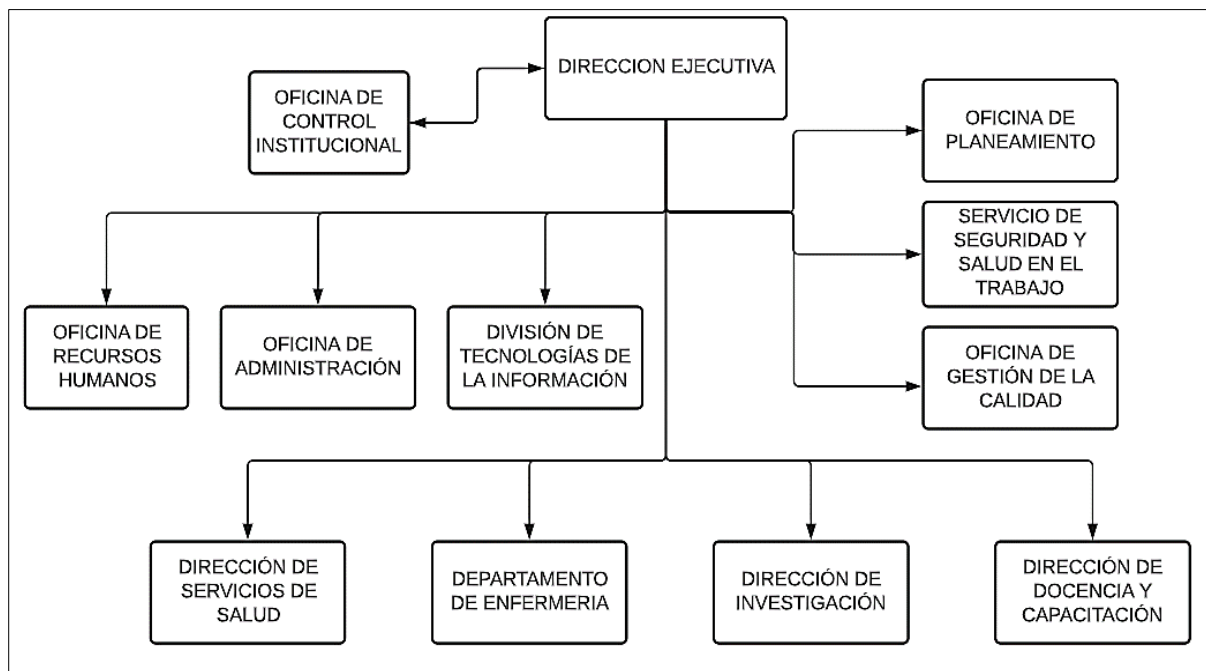 DIRECCION EJECUTIVA
OFICINA DE
CONTROL
INSTITUCIONAL
OFICINA DE
PLANEAMIENTO
SERVICIO DE
SEGURIDAD Y
SALUD EN EL
TRABAJO
OFICINA DE
GESTIÓN DE LA
CALIDAD
OFICINA DE
RECURSOS
HUMANOS
OFICINA DE
ADMINISTRACIÓN
DIVISIÓN DE
TECNOLOGÍAS DE
LA INFORMACIÓN
DIRECCIÓN DE
SERVICIOS DE
SALUD
DEPARTAMENTO
DE ENFERMERIA
DIRECCIÓN DE
INVESTIGACIÓN
DIRECCIÓN DE
DOCENCIA Y
CAPACITACIÓN